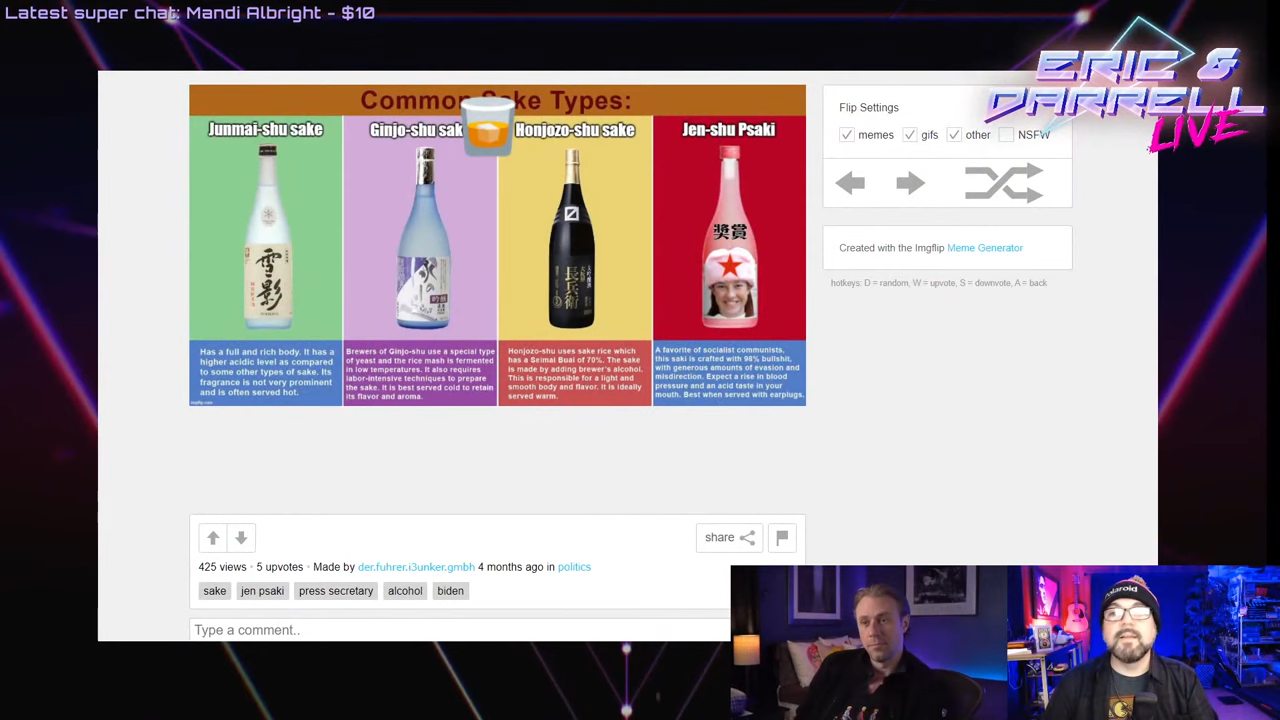 Latest super chat: Mandi Albright - $10
ERIC &
DARRELL
LIVE
Common Sake Types:
Junmai-shu sake
Ginjo-shu sak
Honjozo-shu sake
Jen-shu Psaki
雪影
長兵衛
奬賞
Has a full and rich body. It has a
higher acidic level as compared
to some other types of sake. Its
fragrance is not very prominent
and is often served hot.
Brewers of Ginjo-shu use a special type
of yeast and the rice mash is fermented
in low temperatures. It also requires
labor-intensive techniques to prepare
the sake. It is best served cold to retain
its flavor and aroma.
Honjozo-shu uses sake rice which
has a Seimai Buai of 70%. The sake
is made by adding brewer's alcohol.
This is responsible for a light and
smooth body and flavor. It is ideally
served warm.
A favorite of socialist communists,
this saki is crafted with 98% bullshit,
with generous amounts of evasion and
misdirection. Expect a rise in blood
pressure and an acid taste in your
mouth. Best when served with earplugs.
imgflip.com
Flip Settings
memes gifs other NSFW
Created with the Imgflip Meme Generator
hotkeys: D = random, W = upvote, S = downvote, A = back
share
425 views • 5 upvotes • Made by der.fuhrer.i3unker.gmbh 4 months ago in politics
sake jen psaki press secretary alcohol biden
Type a comment..
Polaroid